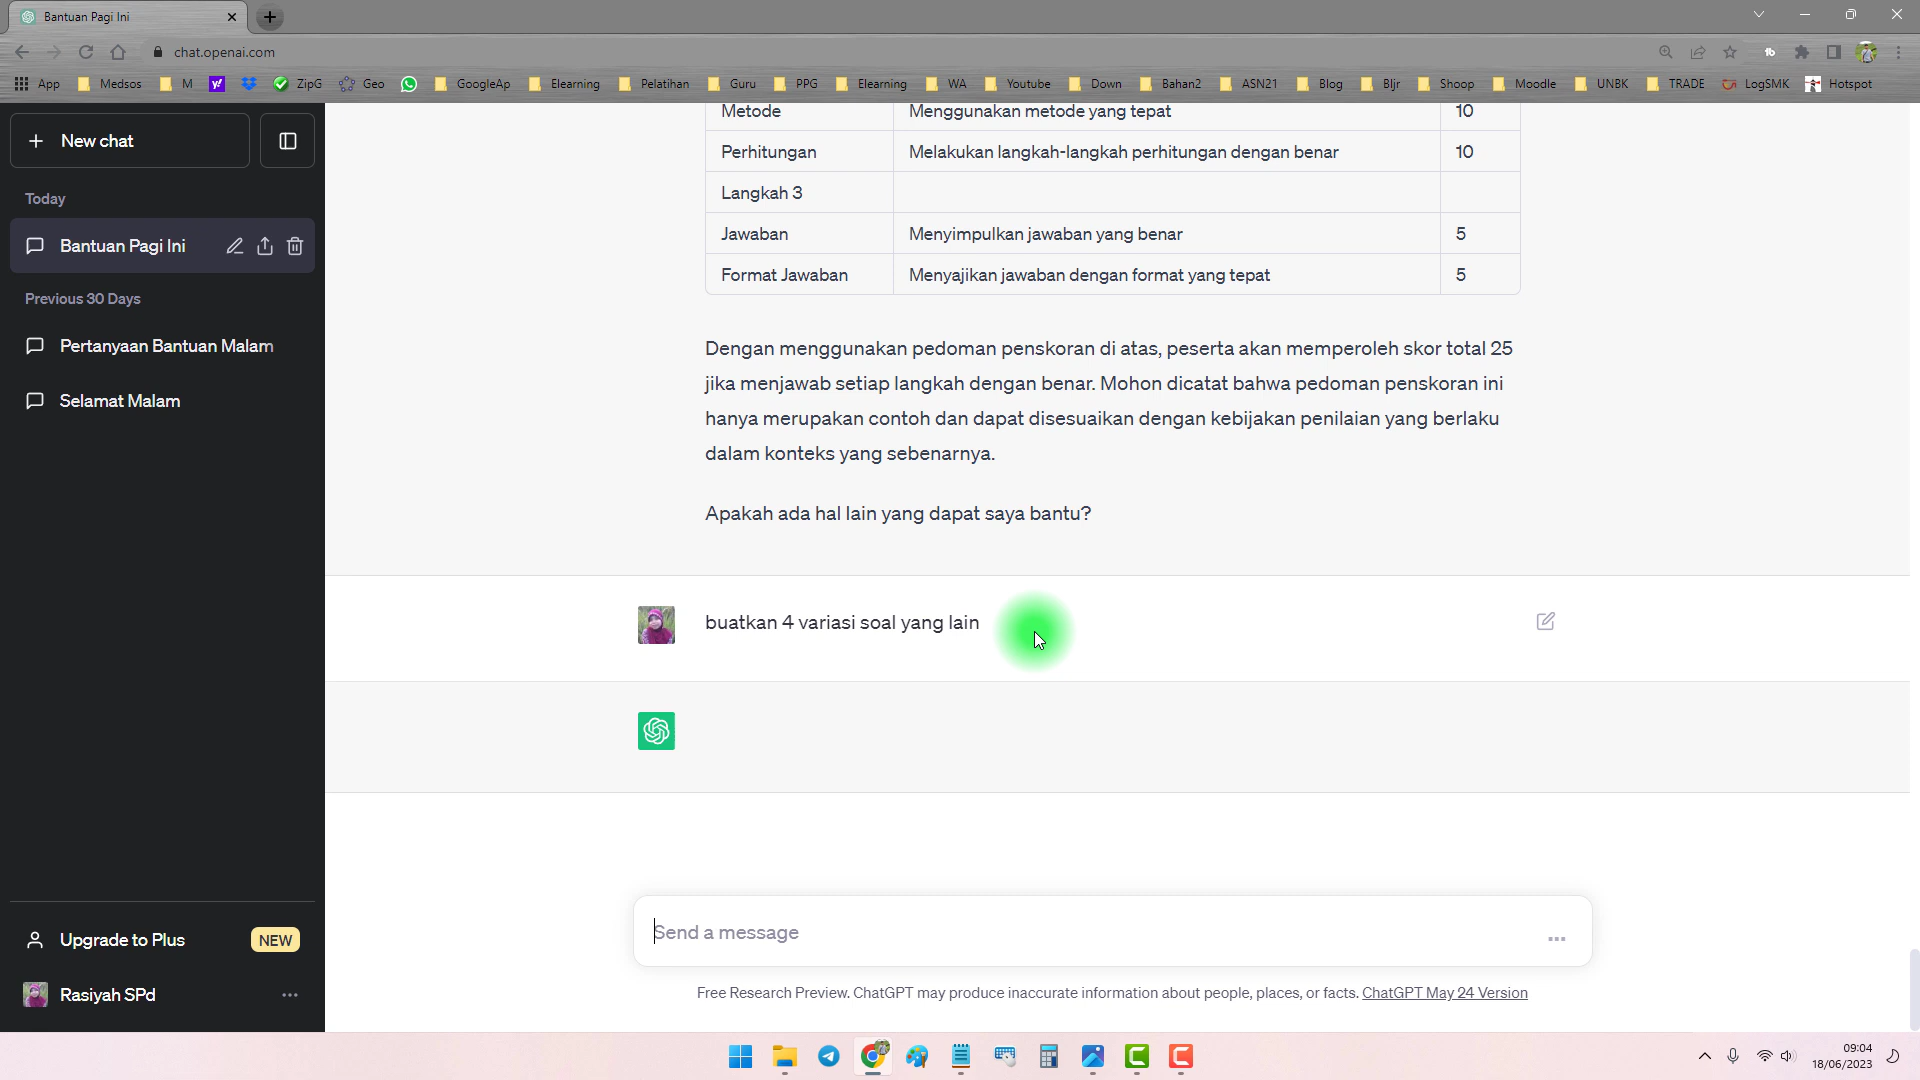 Bantuan Pagi Ini
chat.openai.com
App
Medsos
M
ZipG
Geo
GoogleAp
Elearning
Pelatihan
Guru
PPG
Elearning
WA
Youtube
Down
Bahan2
ASN21
Blog
Bljr
Shoop
Moodle
UNBK
TRADE
LogSMK
Hotspot
New chat
Today
Bantuan Pagi Ini
Previous 30 Days
Pertanyaan Bantuan Malam
Selamat Malam
Upgrade to Plus NEW
Rasiyah SPd
Metode Menggunakan metode yang tepat 10
Perhitungan Melakukan langkah-langkah perhitungan dengan benar 10
Langkah 3
Jawaban Menyimpulkan jawaban yang benar 5
Format Jawaban Menyajikan jawaban dengan format yang tepat 5
Dengan menggunakan pedoman penskoran di atas, peserta akan memperoleh skor total 25
jika menjawab setiap langkah dengan benar. Mohon dicatat bahwa pedoman penskoran ini
hanya merupakan contoh dan dapat disesuaikan dengan kebijakan penilaian yang berlaku
dalam konteks yang sebenarnya.
Apakah ada hal lain yang dapat saya bantu?
buatkan 4 variasi soal yang lain
Send a message
Free Research Preview. ChatGPT may produce inaccurate information about people, places, or facts. ChatGPT May 24 Version
09:04
18/06/2023